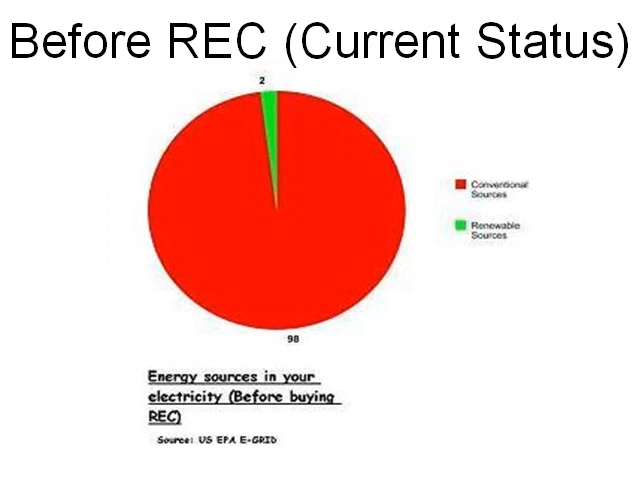 Before REC (Current Status)
2
Conventional
Sources
Renewable
Sources
98
Energy sources in your
electricity (Before buying
REC)
Source: US EPA E-GRID